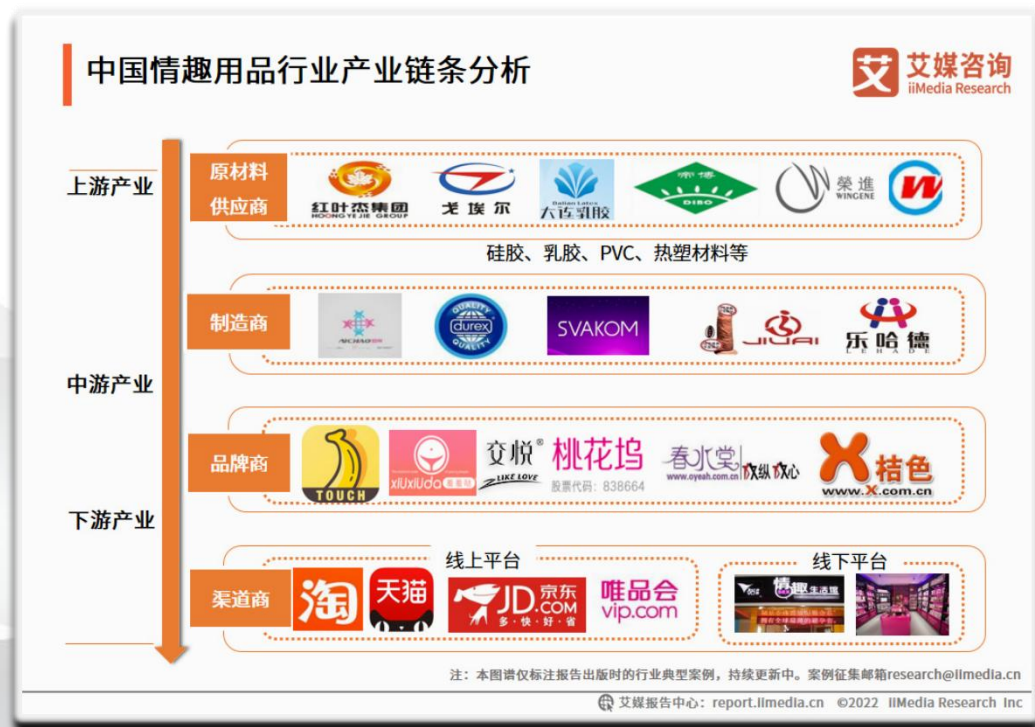 中国情趣用品行业产业链条分析
艾 艾媒咨询
iiMedia Research
上游产业
原材料
供应商
红叶杰集团
HOONG YE JIE GROUP
戈埃尔
Dalian Latex
大连乳胶
帝博
DIBO
榮進
WINGENE
硅胶、乳胶、PVC、热塑材料等
制造商
QUALITY
durex
QUALITY
SVAKOM
JIUAI
乐哈德
LEHADE
中游产业
品牌商
TOUCH
xiUxiUda
交悦®
LIKE LOVE
桃花坞
股票代码：838664
春水堂
www.oyeah.com.cn
X桔色
www.X.com.cn
下游产业
渠道商
线上平台
淘
天猫
JD.COM 京东
多·快·好·省
唯品会
vip.com
线下平台
情趣生活馆
注：本图谱仅标注报告出版时的行业典型案例，持续更新中。案例征集邮箱research@iimedia.cn
艾媒报告中心：report.iimedia.cn ©2022 iiMedia Research Inc